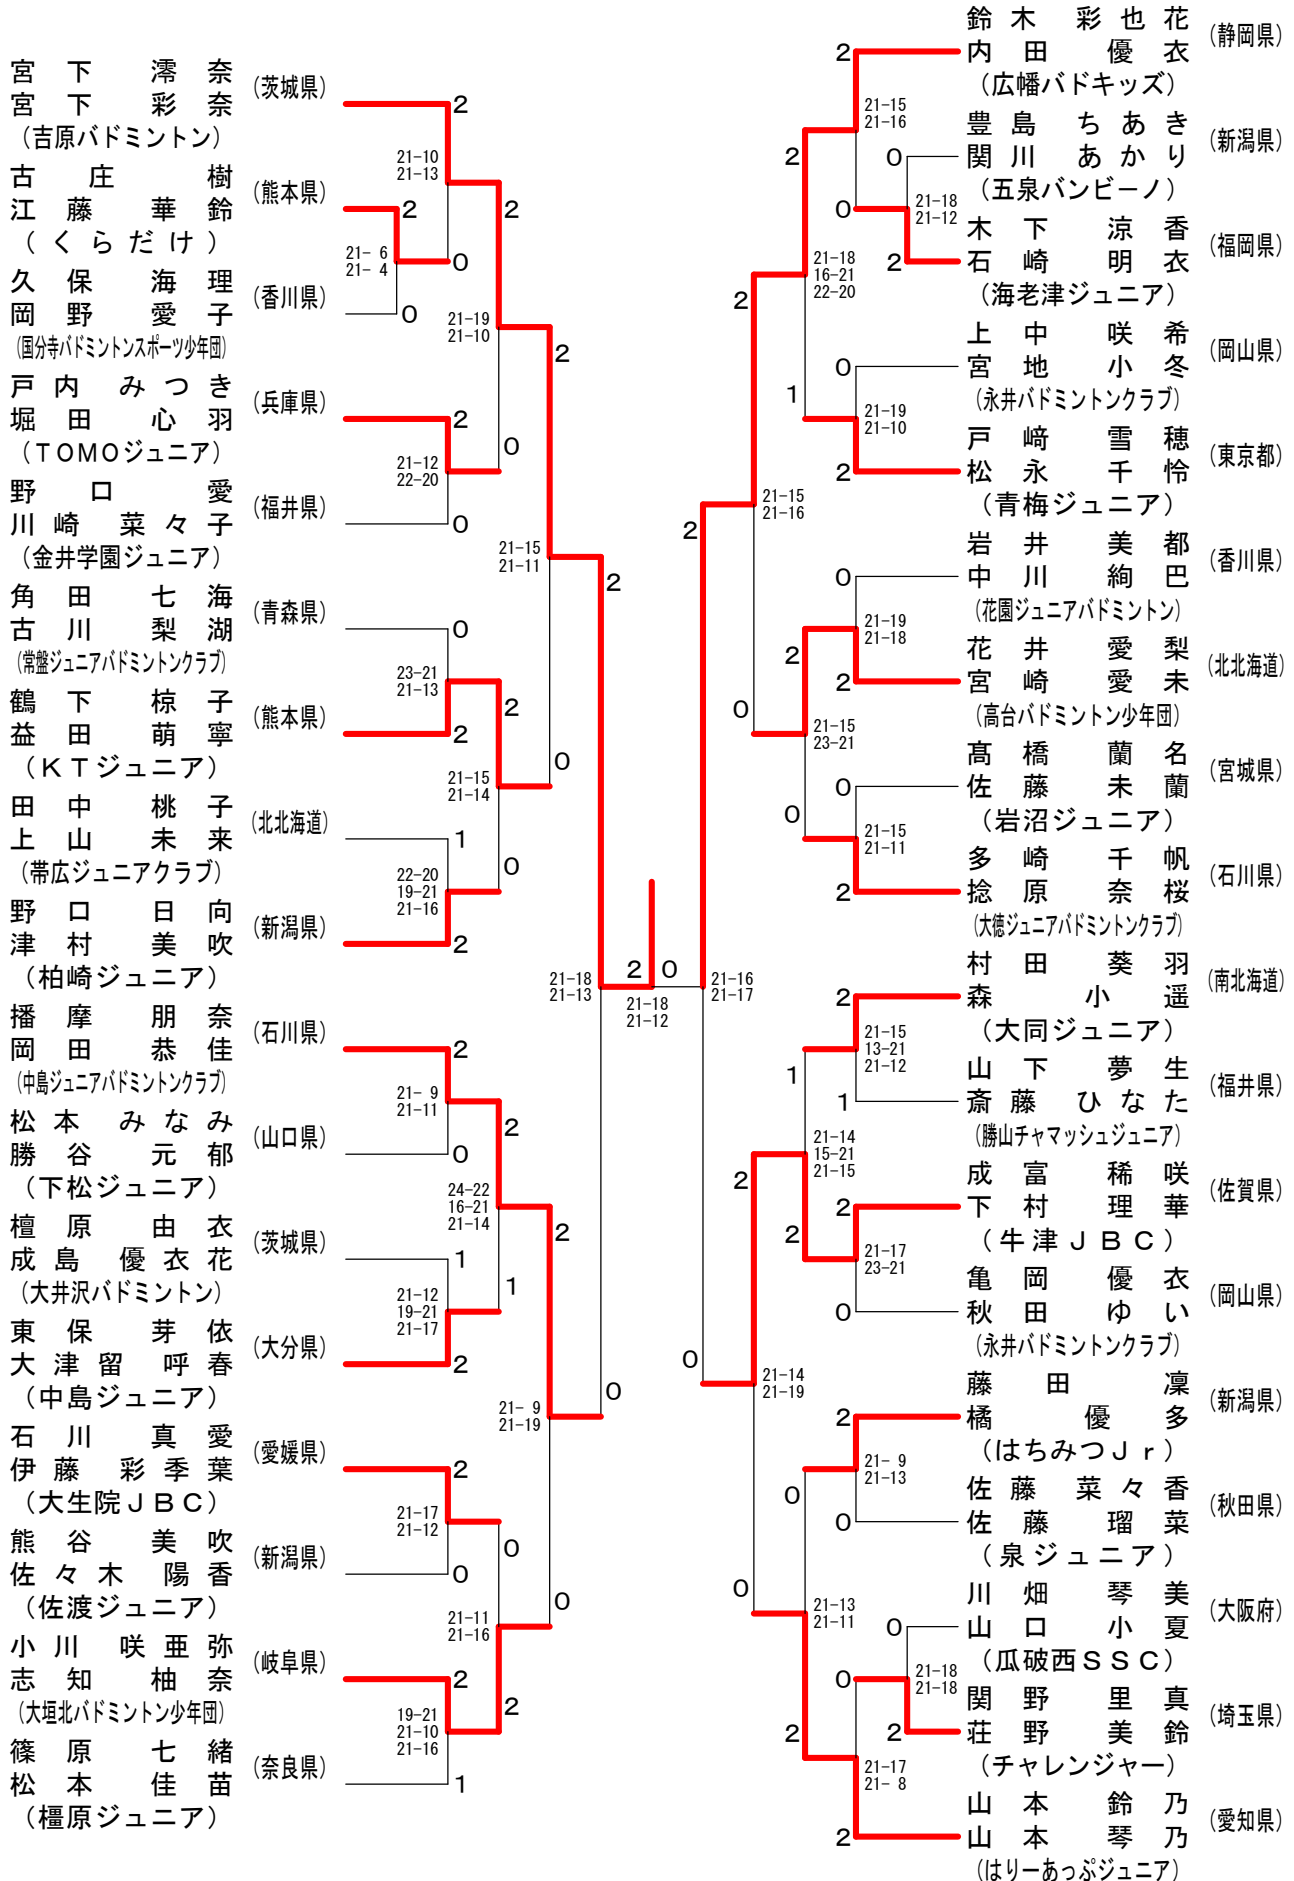 宮下 澪奈
宮下 彩奈
(茨城県)
(吉原バドミントン)
2
21-10
21-13
2
古庄 樹
江藤 華鈴
(熊本県)
(くらだけ)
2
21- 6
21- 4
0
久保 海理
岡野 愛子
(香川県)
(国分寺バドミントンスポーツ少年団)
0
21-19
21-10
2
戸内 みつき
堀田 心羽
(兵庫県)
(TOMOジュニア)
2
21-12
22-20
0
野口 愛
川崎 菜々子
(福井県)
(金井学園ジュニア)
0
21-15
21-11
2
角田 七海
古川 梨湖
(青森県)
(常盤ジュニアバドミントンクラブ)
0
23-21
21-13
2
鶴下 椋子
益田 萌寧
(熊本県)
(KTジュニア)
2
21-15
21-14
0
田中 桃子
上山 未来
(北北海道)
(帯広ジュニアクラブ)
1
22-20
19-21
21-16
0
野口 日向
津村 美吹
(新潟県)
(柏崎ジュニア)
2
21-18
21-13
2
0
21-18
21-12
播摩 朋奈
岡田 恭佳
(石川県)
(中島ジュニアバドミントンクラブ)
2
21- 9
21-11
2
松本 みなみ
勝谷 元郁
(山口県)
(下松ジュニア)
0
24-22
16-21
21-14
2
檀原 由衣
成島 優衣花
(茨城県)
(大井沢バドミントン)
1
21-12
19-21
21-17
1
東保 芽依
大津留 呼春
(大分県)
(中島ジュニア)
2
21- 9
21-19
0
石川 真愛
伊藤 彩季葉
(愛媛県)
(大生院JBC)
2
21-17
21-12
0
熊谷 美吹
佐々木 陽香
(新潟県)
(佐渡ジュニア)
0
21-11
21-16
0
小川 咲亜弥
志知 柚奈
(岐阜県)
(大垣北バドミントン少年団)
2
19-21
21-10
21-16
2
篠原 七緒
松本 佳苗
(奈良県)
(橿原ジュニア)
1
鈴木 彩也花
内田 優衣
(静岡県)
(広幡バドキッズ)
2
21-15
21-16
2
豊島 ちあき
関川 あかり
(新潟県)
(五泉バンビーノ)
0
21-18
21-12
0
木下 涼香
石崎 明衣
(福岡県)
(海老津ジュニア)
2
21-18
16-21
22-20
2
上中 咲希
宮地 小冬
(岡山県)
(永井バドミントンクラブ)
0
21-19
21-10
1
戸﨑 雪穂
松永 千怜
(東京都)
(青梅ジュニア)
2
21-15
21-16
2
岩井 美都
中川 絢巴
(香川県)
(花園ジュニアバドミントン)
0
21-19
21-18
2
花井 愛梨
宮崎 愛未
(北北海道)
(高台バドミントン少年団)
2
21-15
23-21
0
髙橋 蘭名
佐藤 未蘭
(宮城県)
(岩沼ジュニア)
0
21-15
21-11
0
多崎 千帆
捻原 奈桜
(石川県)
(大徳ジュニアバドミントンクラブ)
2
21-16
21-17
村田 葵羽
森 小遥
(南北海道)
(大同ジュニア)
2
21-15
13-21
21-12
1
山下 夢生
斎藤 ひなた
(福井県)
(勝山チャマッシュジュニア)
1
21-14
15-21
21-15
2
成富 稀咲
下村 理華
(佐賀県)
(牛津JBC)
2
21-17
23-21
2
亀岡 優衣
秋田 ゆい
(岡山県)
(永井バドミントンクラブ)
0
21-14
21-19
0
藤田 凜
橘 優多
(新潟県)
(はちみつJr)
2
21- 9
21-13
0
佐藤 菜々香
佐藤 瑠菜
(秋田県)
(泉ジュニア)
0
21-13
21-11
0
川畑 琴美
山口 小夏
(大阪府)
(瓜破西SSC)
0
21-18
21-18
0
関野 里真
荘野 美鈴
(埼玉県)
(チャレンジャー)
2
21-17
21- 8
2
山本 鈴乃
山本 琴乃
(愛知県)
(はりーあっぷジュニア)
2